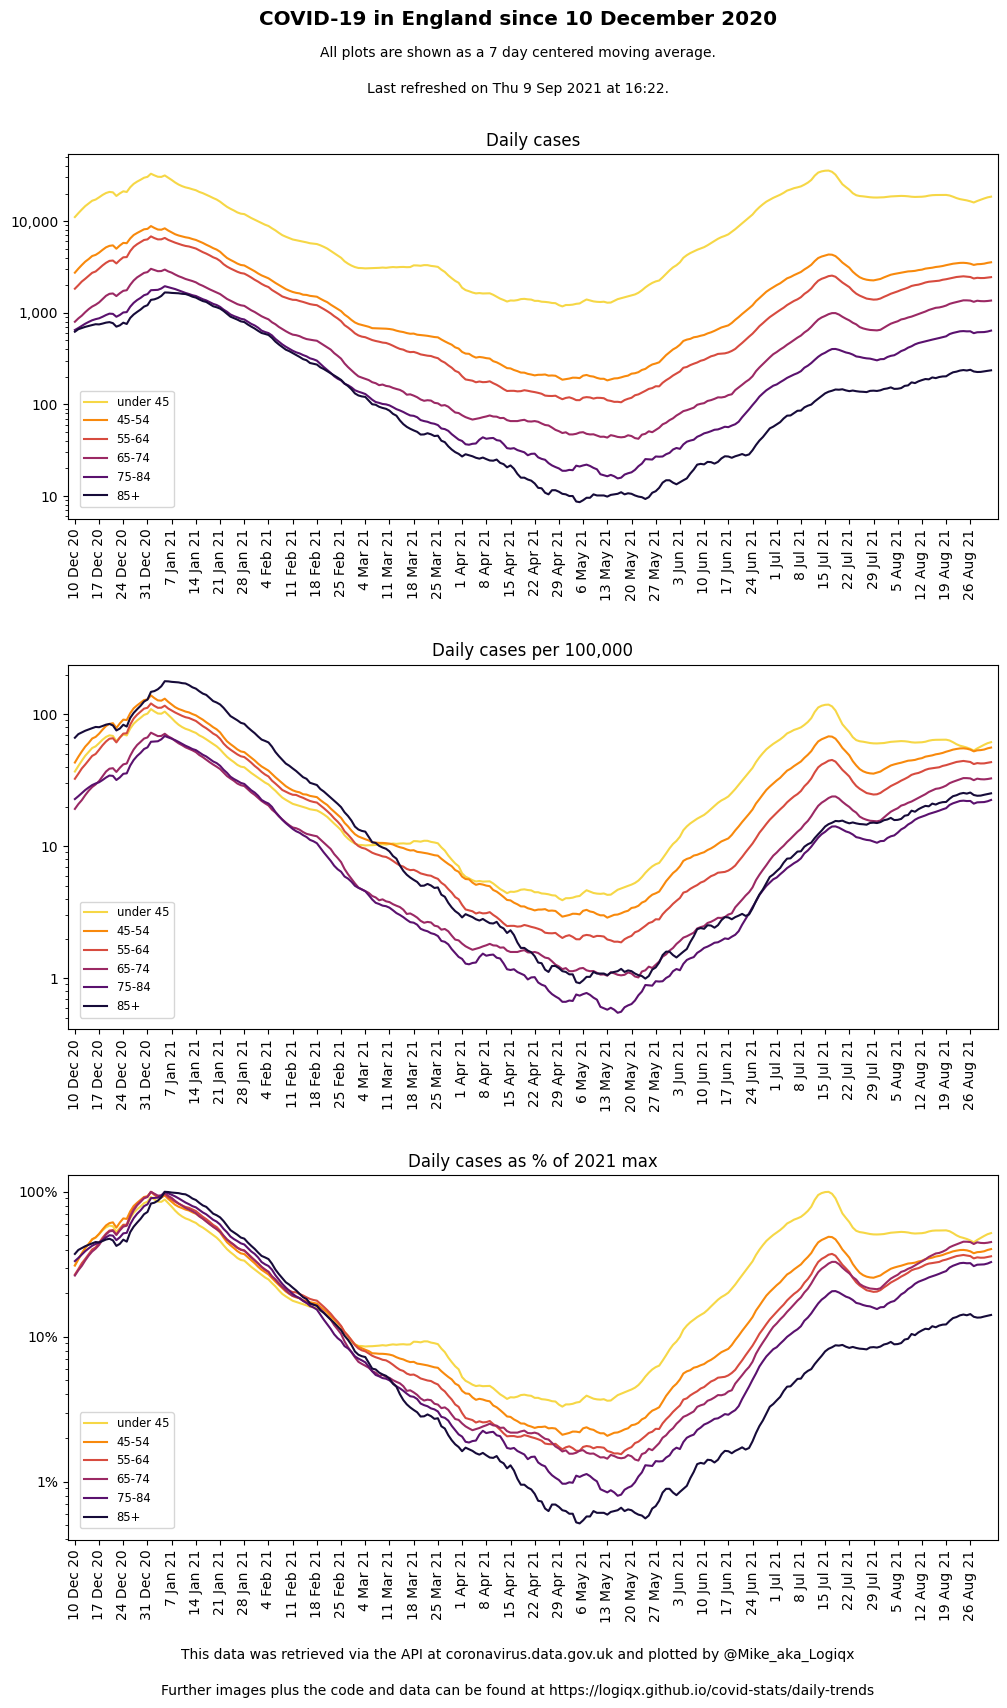 COVID-19 in England since 10 December 2020
All plots are shown as a 7 day centered moving average.
Last refreshed on Thu 9 Sep 2021 at 16:22.
Daily cases
10,000
1,000
100
10
under 45
45-54
55-64
65-74
75-84
85+
10 Dec 20
17 Dec 20
24 Dec 20
31 Dec 20
7 Jan 21
14 Jan 21
21 Jan 21
28 Jan 21
4 Feb 21
11 Feb 21
18 Feb 21
25 Feb 21
4 Mar 21
11 Mar 21
18 Mar 21
25 Mar 21
1 Apr 21
8 Apr 21
15 Apr 21
22 Apr 21
29 Apr 21
6 May 21
13 May 21
20 May 21
27 May 21
3 Jun 21
10 Jun 21
17 Jun 21
24 Jun 21
1 Jul 21
8 Jul 21
15 Jul 21
22 Jul 21
29 Jul 21
5 Aug 21
12 Aug 21
19 Aug 21
26 Aug 21
Daily cases per 100,000
100
10
1
under 45
45-54
55-64
65-74
75-84
85+
10 Dec 20
17 Dec 20
24 Dec 20
31 Dec 20
7 Jan 21
14 Jan 21
21 Jan 21
28 Jan 21
4 Feb 21
11 Feb 21
18 Feb 21
25 Feb 21
4 Mar 21
11 Mar 21
18 Mar 21
25 Mar 21
1 Apr 21
8 Apr 21
15 Apr 21
22 Apr 21
29 Apr 21
6 May 21
13 May 21
20 May 21
27 May 21
3 Jun 21
10 Jun 21
17 Jun 21
24 Jun 21
1 Jul 21
8 Jul 21
15 Jul 21
22 Jul 21
29 Jul 21
5 Aug 21
12 Aug 21
19 Aug 21
26 Aug 21
Daily cases as % of 2021 max
100%
10%
1%
under 45
45-54
55-64
65-74
75-84
85+
10 Dec 20
17 Dec 20
24 Dec 20
31 Dec 20
7 Jan 21
14 Jan 21
21 Jan 21
28 Jan 21
4 Feb 21
11 Feb 21
18 Feb 21
25 Feb 21
4 Mar 21
11 Mar 21
18 Mar 21
25 Mar 21
1 Apr 21
8 Apr 21
15 Apr 21
22 Apr 21
29 Apr 21
6 May 21
13 May 21
20 May 21
27 May 21
3 Jun 21
10 Jun 21
17 Jun 21
24 Jun 21
1 Jul 21
8 Jul 21
15 Jul 21
22 Jul 21
29 Jul 21
5 Aug 21
12 Aug 21
19 Aug 21
26 Aug 21
This data was retrieved via the API at coronavirus.data.gov.uk and plotted by @Mike_aka_Logiqx
Further images plus the code and data can be found at https://logiqx.github.io/covid-stats/daily-trends